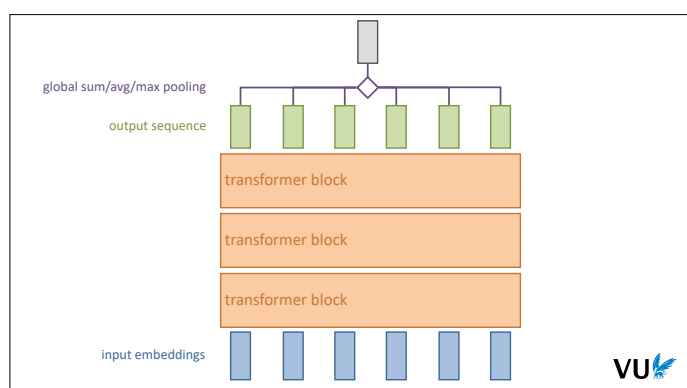 global sum/avg/max pooling
output sequence
transformer block
transformer block
transformer block
input embeddings
VU